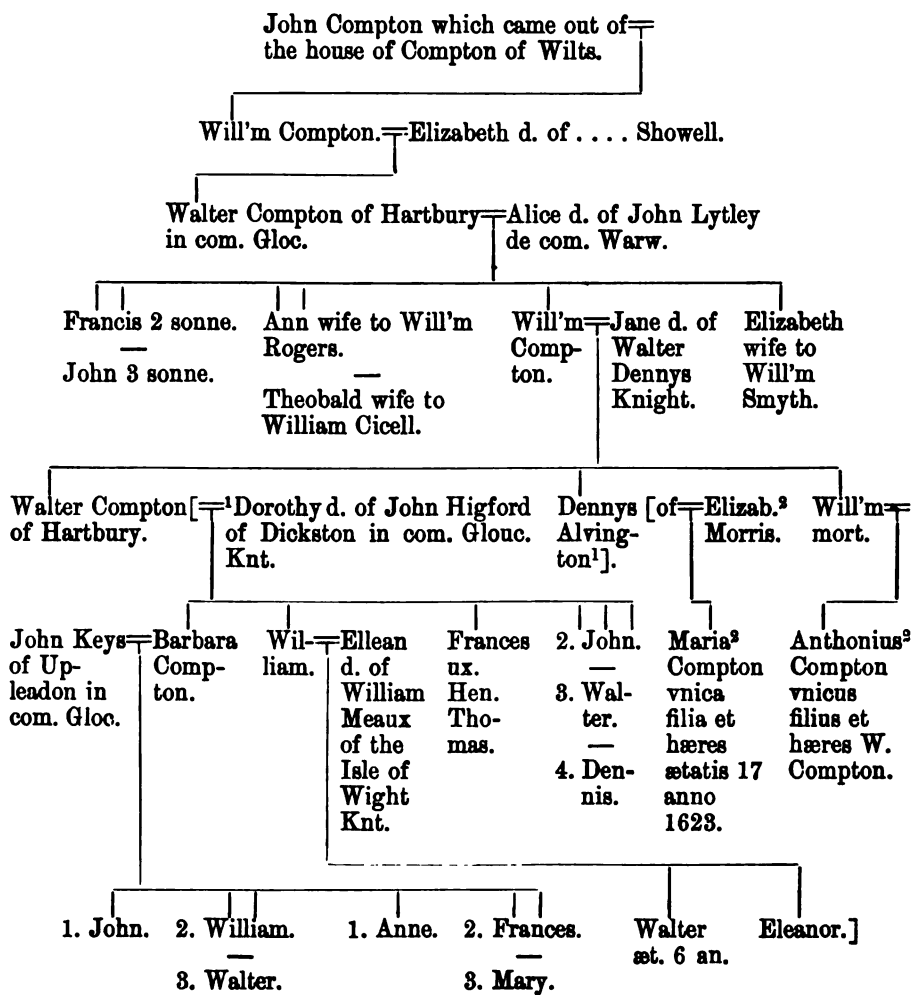 John Compton which came out of
the house of Compton of Wilts.
Will'm Compton. Elizabeth d. of .... Showell.
Walter Compton of Hartbury
in com. Gloc.
Alice d. of John Lytley
de com. Warw.
Francis 2 sonne.
—
John 3 sonne.
Ann wife to Will'm
Rogers.
—
Theobald wife to
William Cicell.
Will'm
Comp-
ton.
Jane d. of
Walter
Dennys
Knight.
Elizabeth
wife to
Will'm
Smyth.
Walter Compton [
of Hartbury.
¹Dorothy d. of John Higford
of Dickston in com. Glouc.
Knt.
Dennys [of
Alving-
ton¹].
Elizab.²
Morris.
Will'm
mort.
John Keys
of Up-
leadon in
com. Gloc.
Barbara
Comp-
ton.
Wil-
liam.
Ellean
d. of
William
Meaux
of the
Isle of
Wight
Knt.
Frances
ux.
Hen.
Tho-
mas.
2. John.
—
3. Wal-
ter.
—
4. Den-
nis.
Maria²
Compton
vnica
filia et
hæres
ætatis 17
anno
1623.
Anthonius²
Compton
vnicus
filius et
hæres W.
Compton.
1. John.
2. William.
—
3. Walter.
1. Anne.
2. Frances.
—
3. Mary.
Walter
æt. 6 an.
Eleanor.]